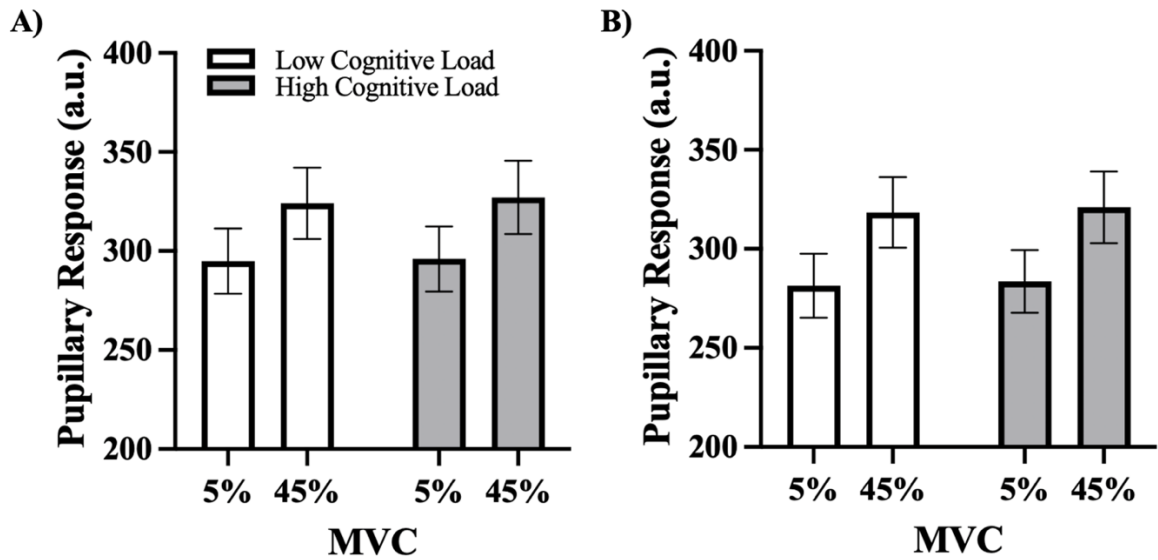 A)
Pupillary Response (a.u.)
400
350
300
250
200
Low Cognitive Load
High Cognitive Load
5% 45% 5% 45%
MVC
B)
Pupillary Response (a.u.)
400
350
300
250
200
5% 45% 5% 45%
MVC